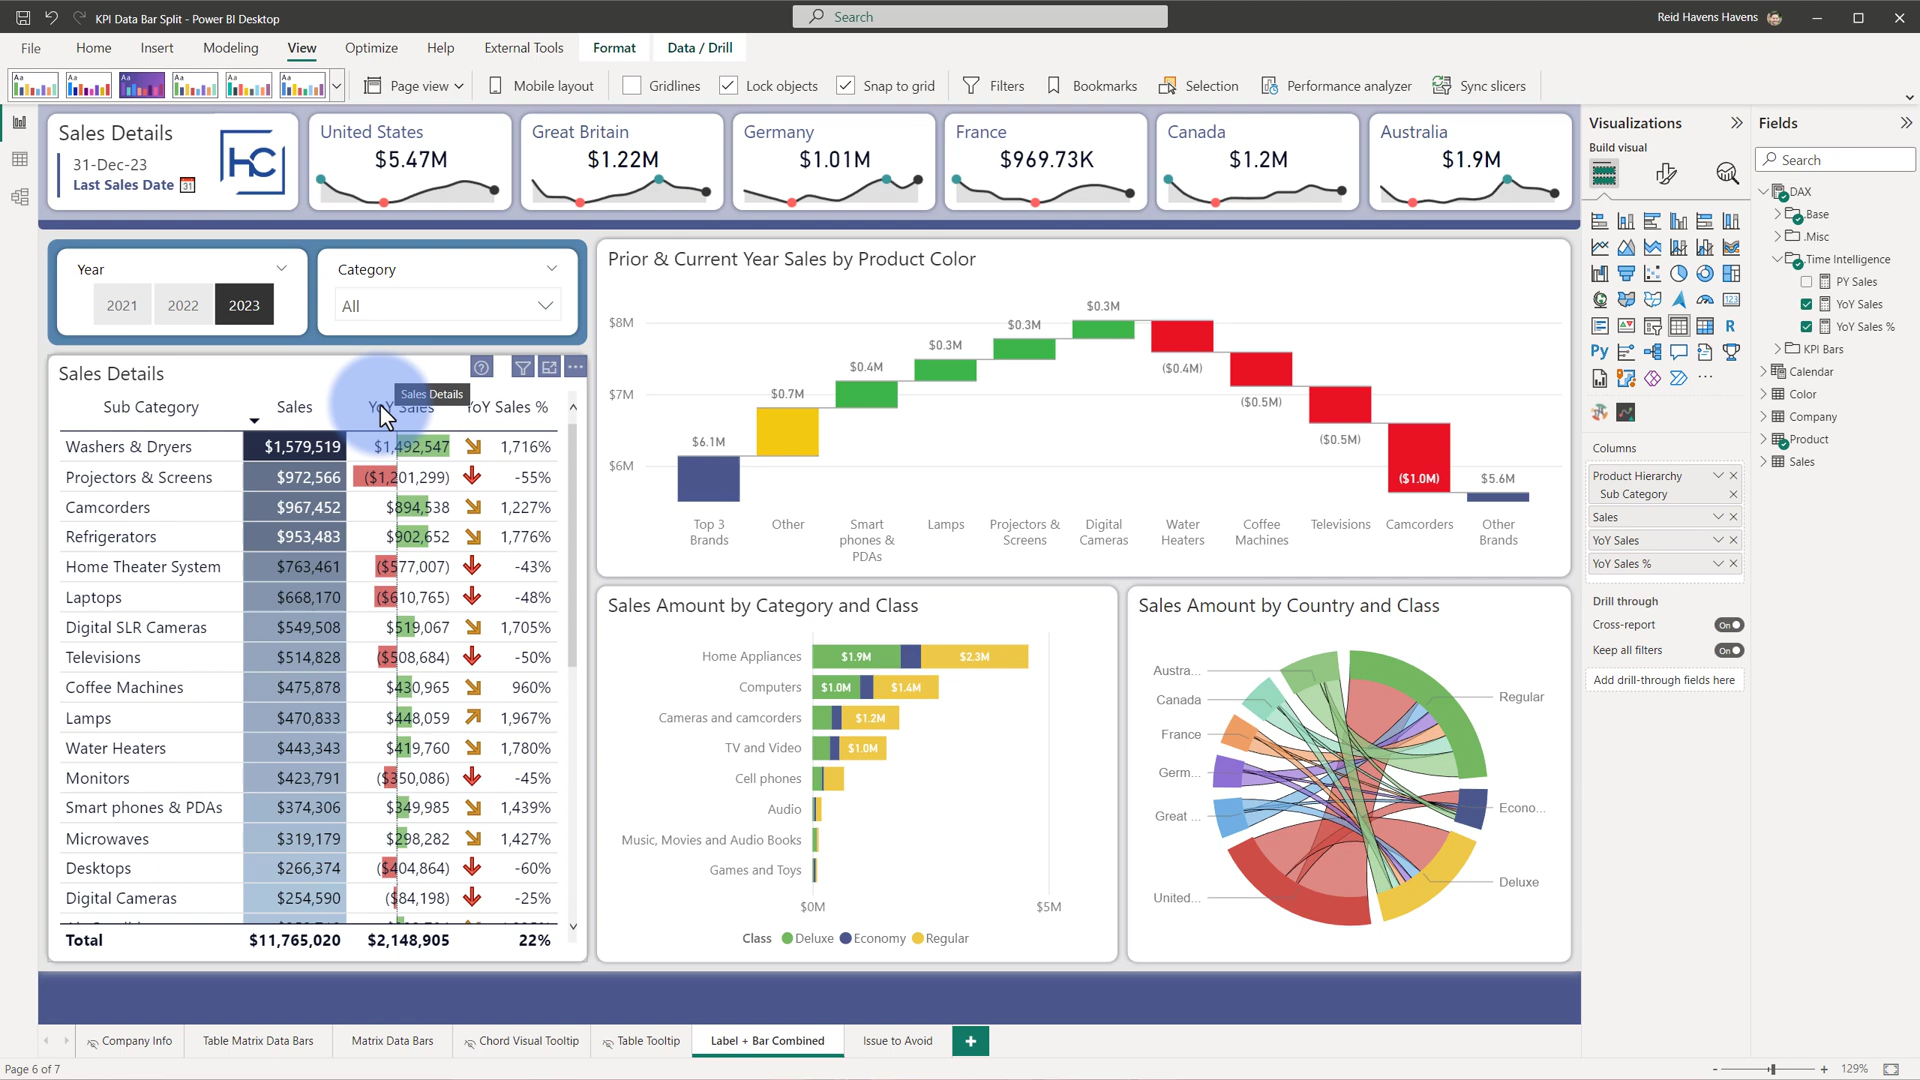 KPI Data Bar Split - Power BI Desktop
Search
Reid Havens Havens
File Home Insert Modeling View Optimize Help External Tools Format Data / Drill
Aa Aa Aa Aa Aa Aa
Page view Mobile layout Gridlines Lock objects Snap to grid Filters Bookmarks Selection Performance analyzer Sync slicers
Sales Details
31-Dec-23
Last Sales Date 31
HC
United States
$5.47M
Great Britain
$1.22M
Germany
$1.01M
France
$969.73K
Canada
$1.2M
Australia
$1.9M
Year
2021 2022 2023
Category
All
Sales Details
Sales Details
Sub Category Sales YoY Sales YoY Sales %
Washers & Dryers $1,579,519 $1,492,547 1,716%
Projectors & Screens $972,566 ($1,201,299) -55%
Camcorders $967,452 $894,538 1,227%
Refrigerators $953,483 $902,652 1,776%
Home Theater System $763,461 ($577,007) -43%
Laptops $668,170 ($610,765) -48%
Digital SLR Cameras $549,508 $519,067 1,705%
Televisions $514,828 ($508,684) -50%
Coffee Machines $475,878 $430,965 960%
Lamps $470,833 $448,059 1,967%
Water Heaters $443,343 $419,760 1,780%
Monitors $423,791 ($350,086) -45%
Smart phones & PDAs $374,306 $349,985 1,439%
Microwaves $319,179 $298,282 1,427%
Desktops $266,374 ($404,864) -60%
Digital Cameras $254,590 ($84,198) -25%
Total $11,765,020 $2,148,905 22%
Prior & Current Year Sales by Product Color
$8M
$7M
$6M
$6.1M
$0.7M
$0.4M
$0.3M
$0.3M
$0.3M
($0.4M)
($0.5M)
($0.5M)
($1.0M)
$5.6M
Top 3 Brands
Other
Smart phones & PDAs
Lamps
Projectors & Screens
Digital Cameras
Water Heaters
Coffee Machines
Televisions
Camcorders
Other Brands
Sales Amount by Category and Class
Home Appliances $1.9M $2.3M
Computers $1.0M $1.4M
Cameras and camcorders $1.2M
TV and Video $1.0M
Cell phones
Audio
Music, Movies and Audio Books
Games and Toys
$0M $5M
Class Deluxe Economy Regular
Sales Amount by Country and Class
Austra...
Canada
France
Germ...
Great ...
United...
Regular
Econo...
Deluxe
Visualizations
Build visual
123
R
Py
...
Columns
Product Hierarchy
Sub Category
Sales
YoY Sales
YoY Sales %
Drill through
Cross-report On
Keep all filters On
Add drill-through fields here
Fields
Search
DAX
.Base
.Misc
.Time Intelligence
PY Sales
YoY Sales
YoY Sales %
KPI Bars
Calendar
Color
Company
Product
Sales
Company Info Table Matrix Data Bars Matrix Data Bars Chord Visual Tooltip Table Tooltip Label + Bar Combined Issue to Avoid +
Page 6 of 7
- + 129%